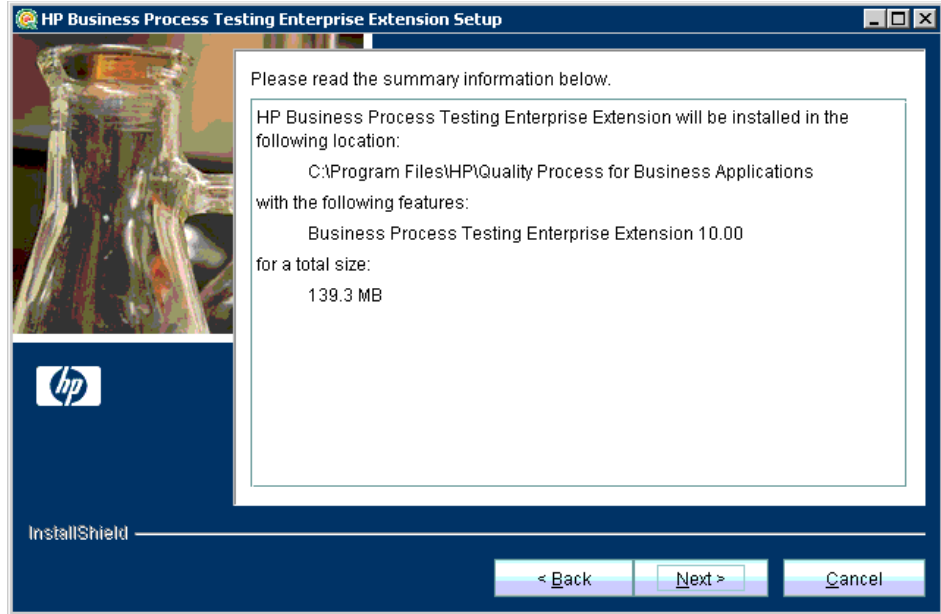 HP Business Process Testing Enterprise Extension Setup
Please read the summary information below.
HP Business Process Testing Enterprise Extension will be installed in the
following location:
C:\Program Files\HP\Quality Process for Business Applications
with the following features:
Business Process Testing Enterprise Extension 10.00
for a total size:
139.3 MB
hp
InstallShield
< Back
Next >
Cancel